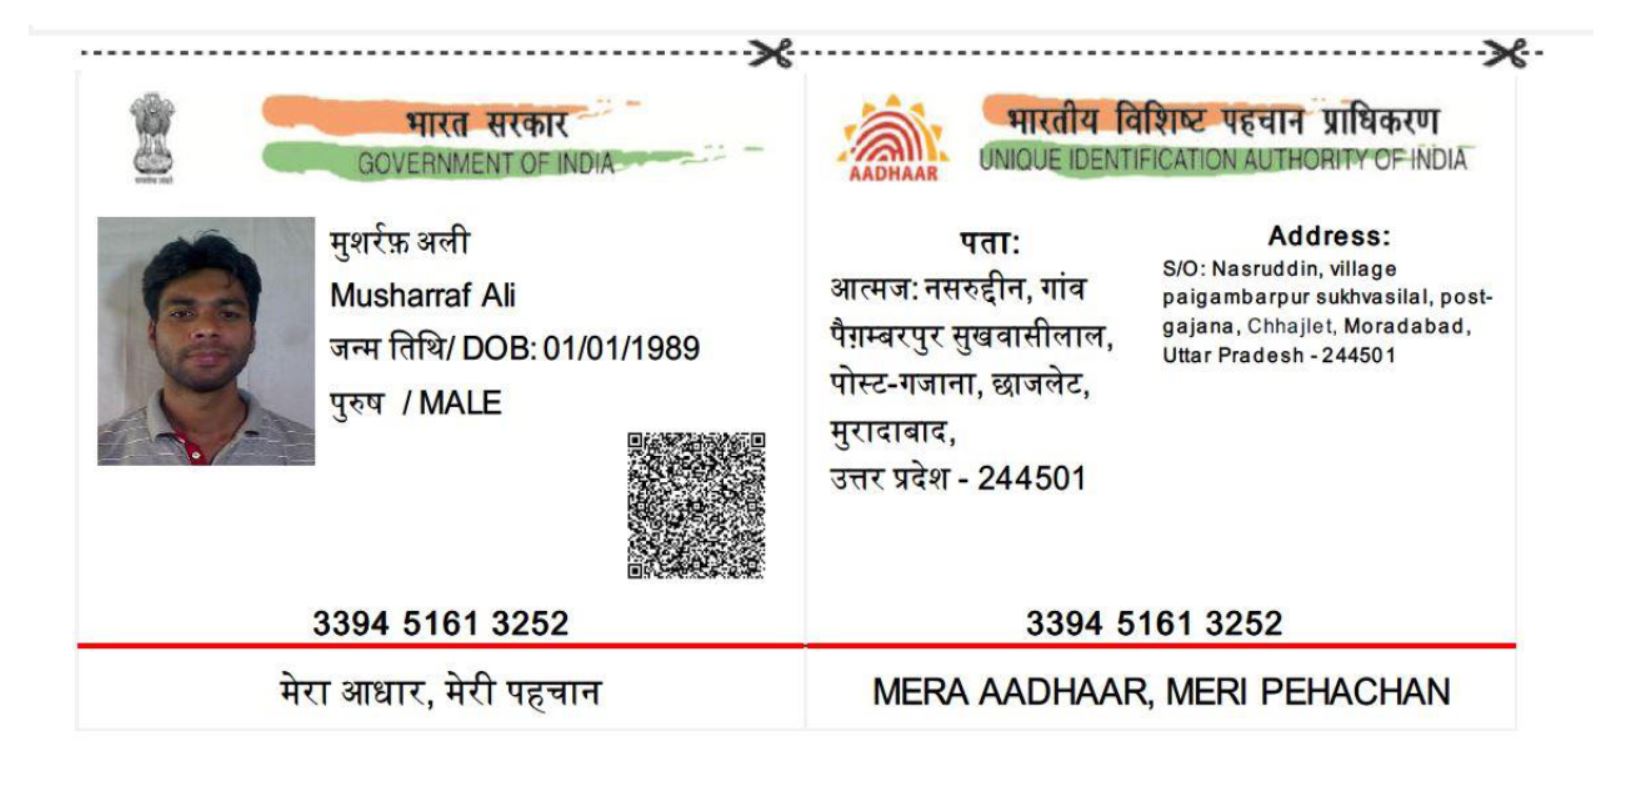 भारत सरकार
GOVERNMENT OF INDIA
मुशर्रफ़ अली
Musharraf Ali
जन्म तिथि/ DOB: 01/01/1989
पुरुष / MALE
3394 5161 3252
मेरा आधार, मेरी पहचान
AADHAAR
भारतीय विशिष्ट पहचान प्राधिकरण
UNIQUE IDENTIFICATION AUTHORITY OF INDIA
पता:
आत्मज: नसरुद्दीन, गांव
पैग़म्बरपुर सुखवासीलाल,
पोस्ट-गजाना, छाजलेट,
मुरादाबाद,
उत्तर प्रदेश - 244501
Address:
S/O: Nasruddin, village
paigambarpur sukhvasilal, post-
gajana, Chhajlet, Moradabad,
Uttar Pradesh - 244501
3394 5161 3252
MERA AADHAAR, MERI PEHACHAN